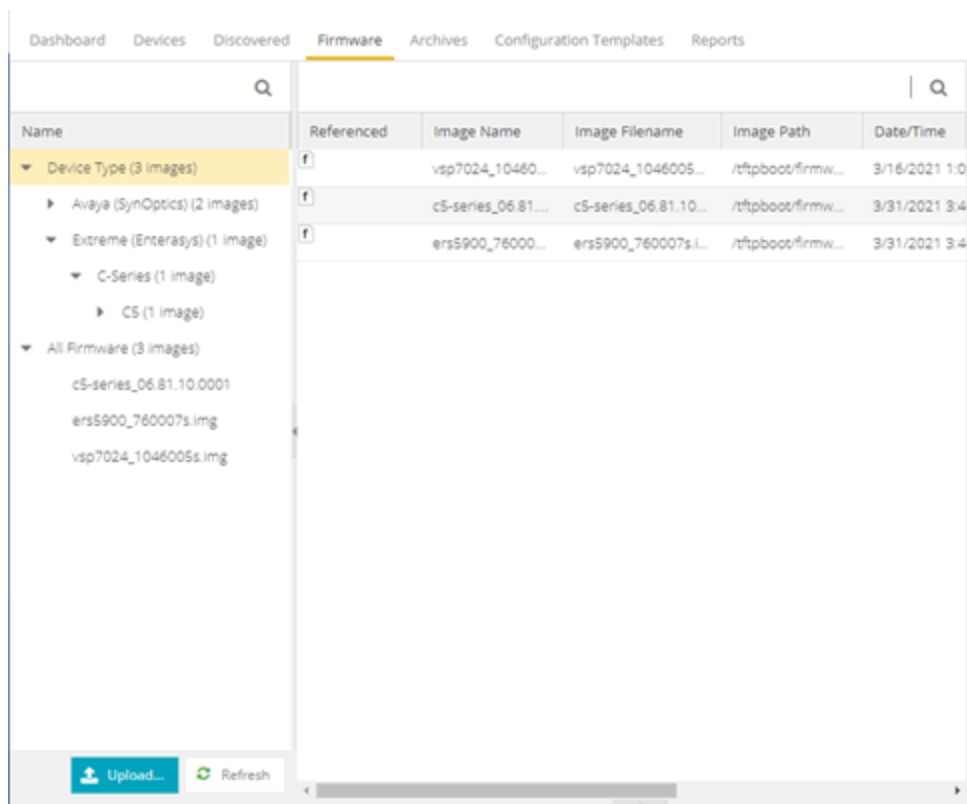 Dashboard Devices Discovered Firmware Archives Configuration Templates Reports
Name
Device Type (3 images)
Avaya (SynOptics) (2 images)
Extreme (Enterasys) (1 image)
C-Series (1 image)
C5 (1 image)
All Firmware (3 images)
c5-series_06.81.10.0001
ers5900_760007s.img
vsp7024_1046005s.img
Upload... Refresh
Referenced Image Name Image Filename Image Path Date/Time
f vsp7024_10460... vsp7024_1046005... /tftpboot/firmw... 3/16/2021 1:0
f c5-series_06.81.... c5-series_06.81.10... /tftpboot/firmw... 3/31/2021 3:4
f ers5900_76000... ers5900_760007s.i... /tftpboot/firmw... 3/31/2021 3:4